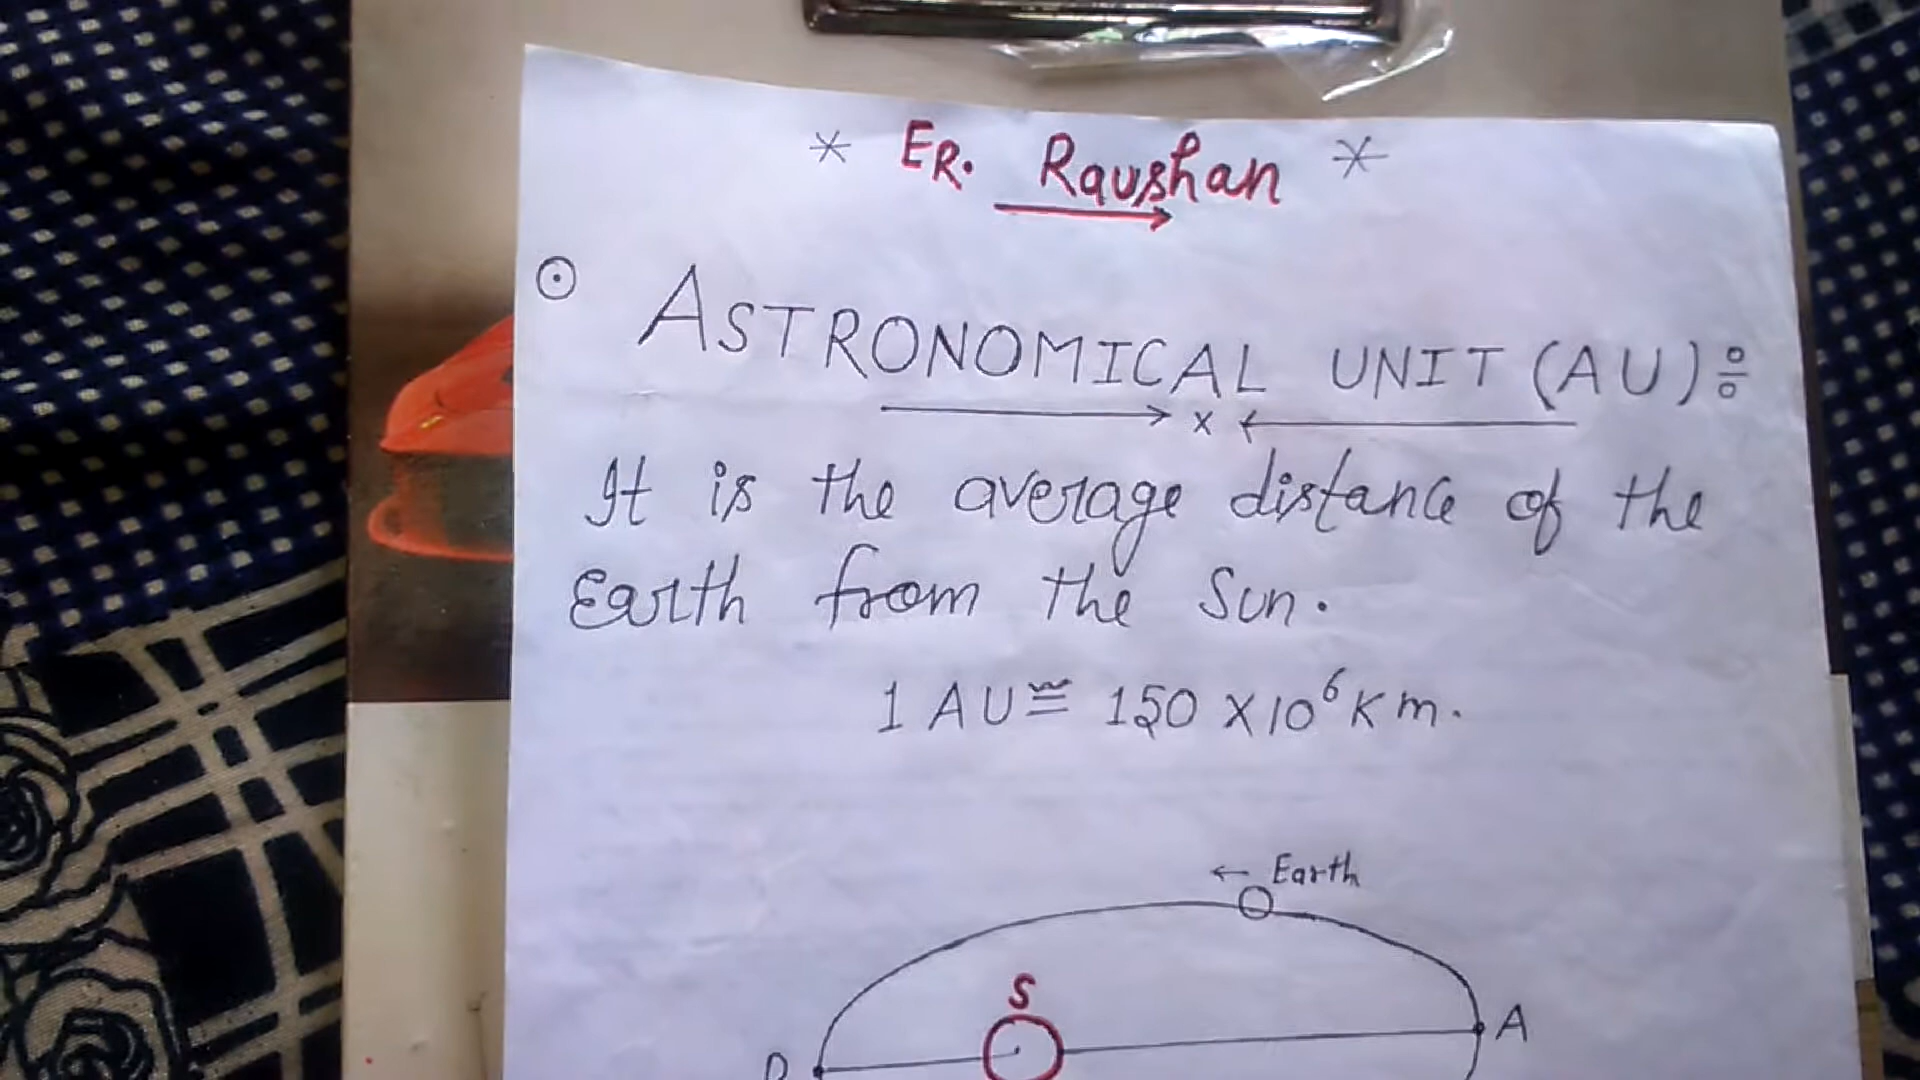 * ER. Raushan *
⊙ ASTRONOMICAL UNIT (AU):
→ x ←
It is the average distance of the
Earth from the Sun.
1 AU ≅ 150 x 10⁶ Km.
← Earth
S
A